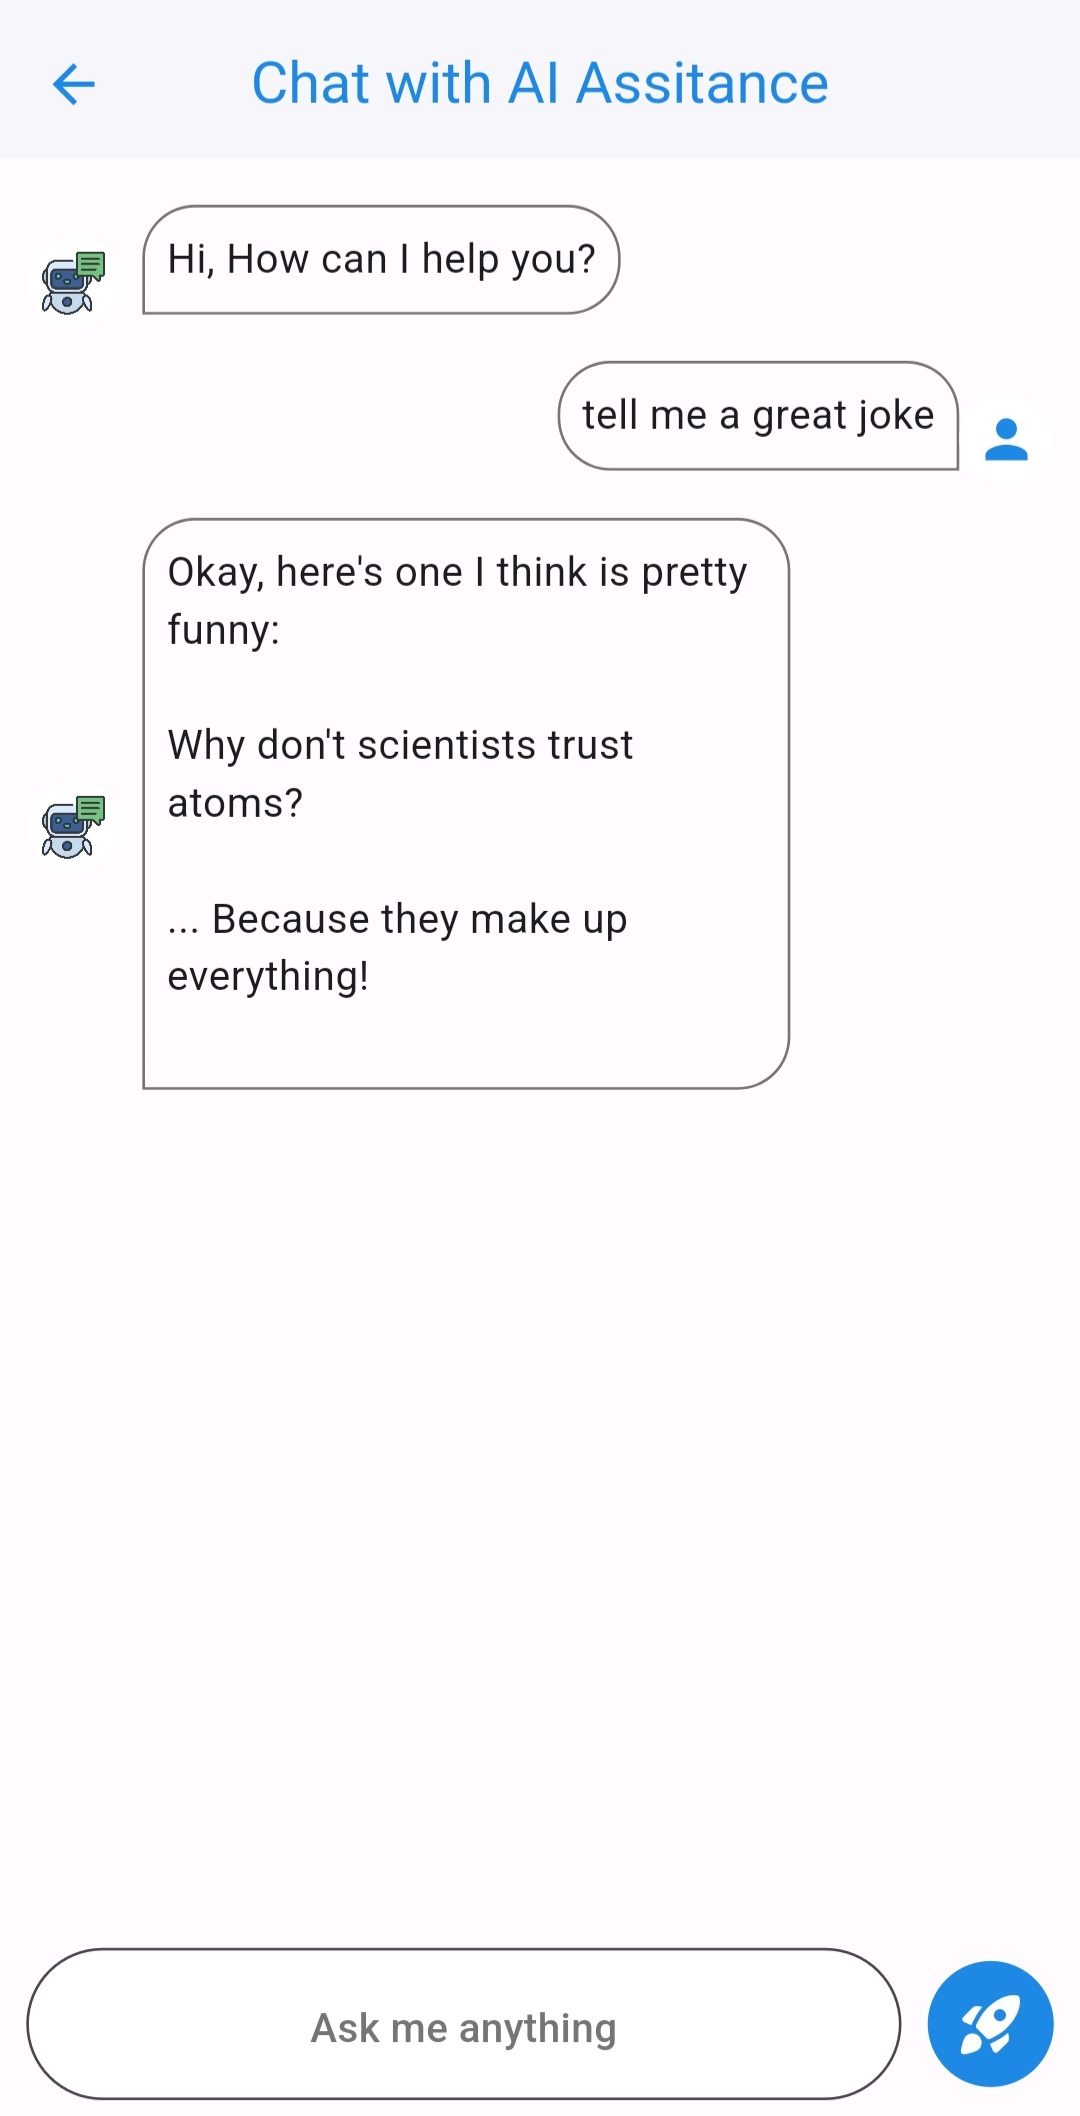 Chat with AI Assitance
Hi, How can I help you?
tell me a great joke
Okay, here's one I think is pretty
funny:
Why don't scientists trust
atoms?
... Because they make up
everything!
Ask me anything